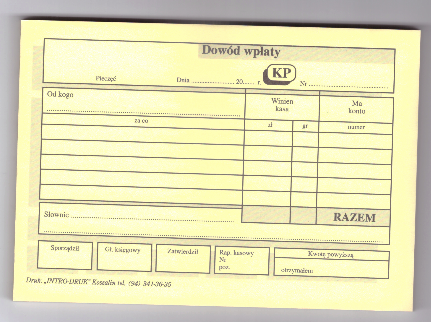 Dowód wpłaty
KP
Pieczęć Dnia ........................ 20 ....... r. Nr ........................
Od kogo Winien Ma
kasa konto
za co zł gr numer
Słownie ........................ RAZEM
Sporządził Gł. księgowy Zatwierdził Rap. kasowy Kwotę powyższą
Nr
poz. otrzymałem
Druk. „INTRO-DRUK” Koszalin tel. (94) 341-36-36